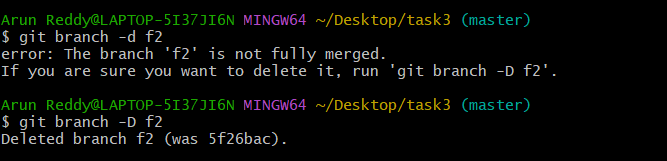 Arun Reddy@LAPTOP-5I37JI6N MINGW64 ~/Desktop/task3 (master)
$ git branch -d f2
error: The branch 'f2' is not fully merged.
If you are sure you want to delete it, run 'git branch -D f2'.
Arun Reddy@LAPTOP-5I37JI6N MINGW64 ~/Desktop/task3 (master)
$ git branch -D f2
Deleted branch f2 (was 5f26bac).